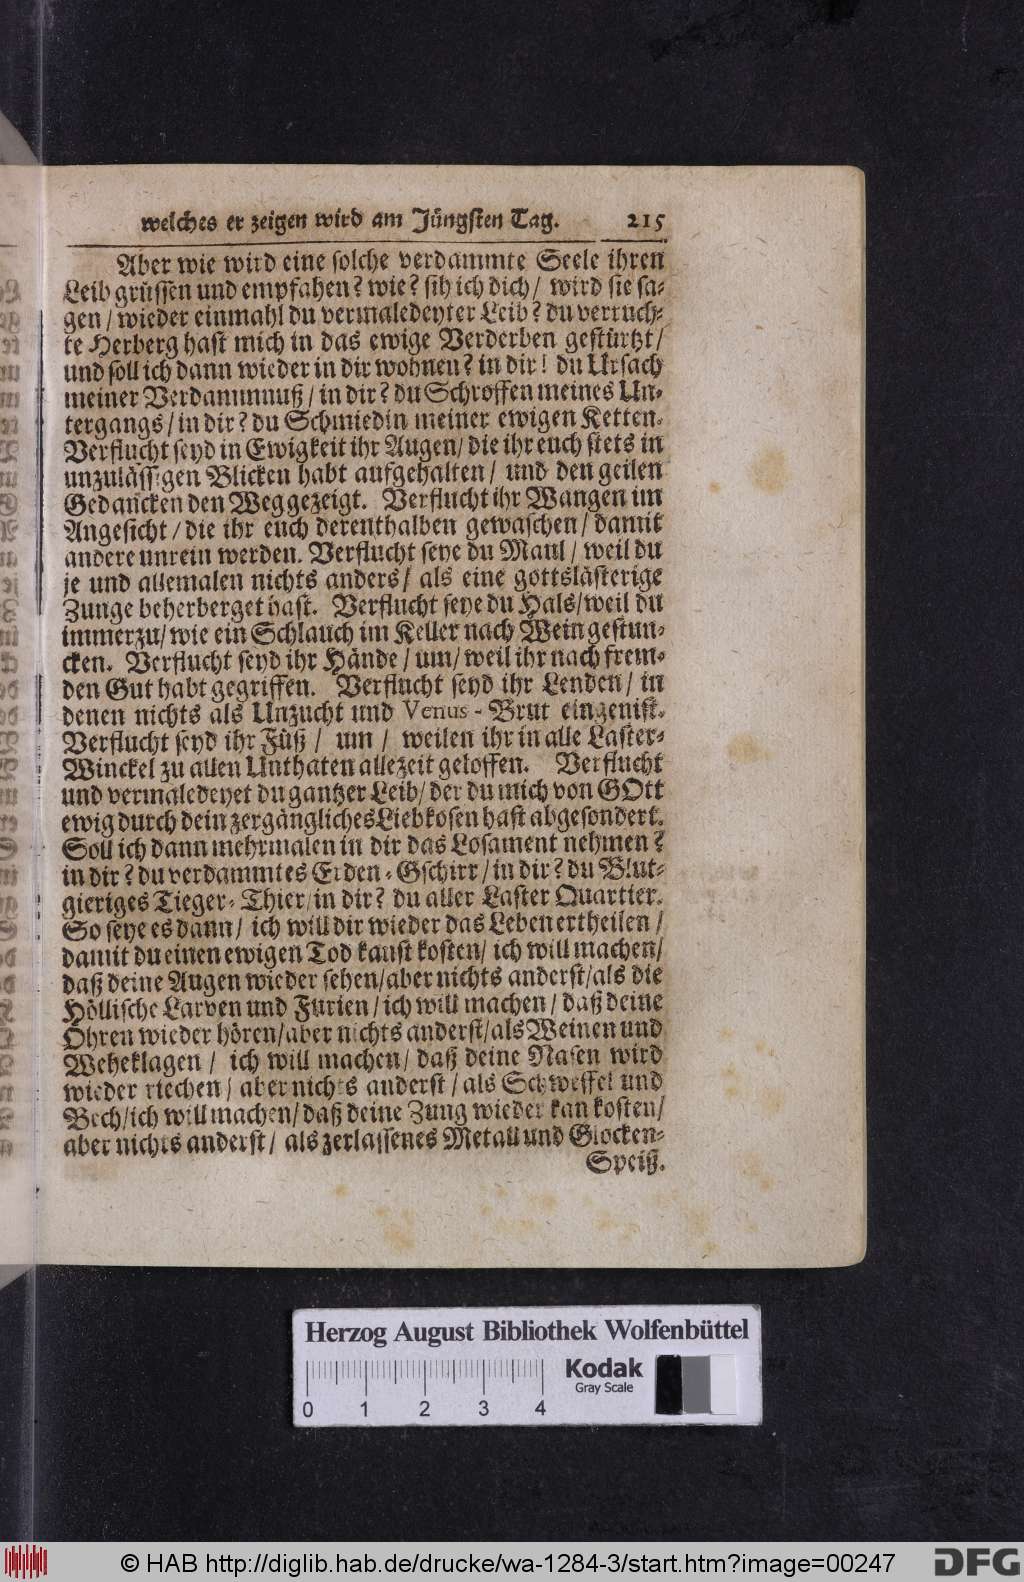 welches er zeigen wird am Jüngsten Tag. 215
Aber wie wird eine solche verdammte Seele ihren
Leib grüssen und empfahen? wie? sih ich dich/ wird sie sa-
gen/ wieder einmahl du vermaledeyter Leib? du verruch-
te Herberg hast mich in das ewige Verderben gestürtzt/
und soll ich dann wieder in dir wohnen? in dir! du Ursach
meiner Verdammnuß/ in dir? du Schroffen meines Un-
tergangs/ in dir? du Schmiedin meiner ewigen Ketten.
Verflucht seyd in Ewigkeit ihr Augen/ die ihr euch stets in
unzulässigen Blicken habt aufgehalten/ und den geilen
Gedancken den Weg gezeigt. Verflucht ihr Wangen im
Angesicht/ die ihr euch derenthalben gewaschen/ damit
andere unrein werden. Verflucht seye du Maul/ weil du
je und allemalen nichts anders/ als eine gottslästerige
Zunge beherberget hast. Verflucht seye du Hals/ weil du
immerzu/ wie ein Schlauch im Keller nach Wein gestun-
cken. Verflucht seyd ihr Hände/ um/ weil ihr nach frem-
den Gut habt gegriffen. Verflucht seyd ihr Lenden/ in
denen nichts als Unzucht und Venus-Brut eingenist.
Verflucht seyd ihr Füß/ um/ weilen ihr in alle Laster-
Winckel zu allen Unthaten allezeit geloffen. Verflucht
und vermaledeyet du gantzer Leib/ der du mich von GOtt
ewig durch dein zergängliches Liebkosen hast abgesondert.
Soll ich dann mehrmalen in dir das Losament nehmen?
in dir? du verdammtes Erden-Gschirr/ in dir? du Blut-
gieriges Tieger-Thier/ in dir? du aller Laster Quartier.
So seye es dann/ ich will dir wieder das Leben ertheilen/
damit du einen ewigen Tod kanst kosten/ ich will machen/
daß deine Augen wieder sehen/ aber nichts anderst/ als die
Höllische Larven und Furien/ ich will machen/ daß deine
Ohren wieder hören/ aber nichts anderst/ als Weinen und
Weheklagen/ ich will machen/ daß deine Nasen wird
wieder riechen/ aber nichts anderst/ als Schweffel und
Bech/ ich will machen/ daß deine Zung wieder kan kosten/
aber nichts anderst/ als zerlassenes Metall und Glocken-
Speiß.
Herzog August Bibliothek Wolfenbüttel
Kodak
Gray Scale
0 1 2 3 4
© HAB http://diglib.hab.de/drucke/wa-1284-3/start.htm?image=00247
DFG